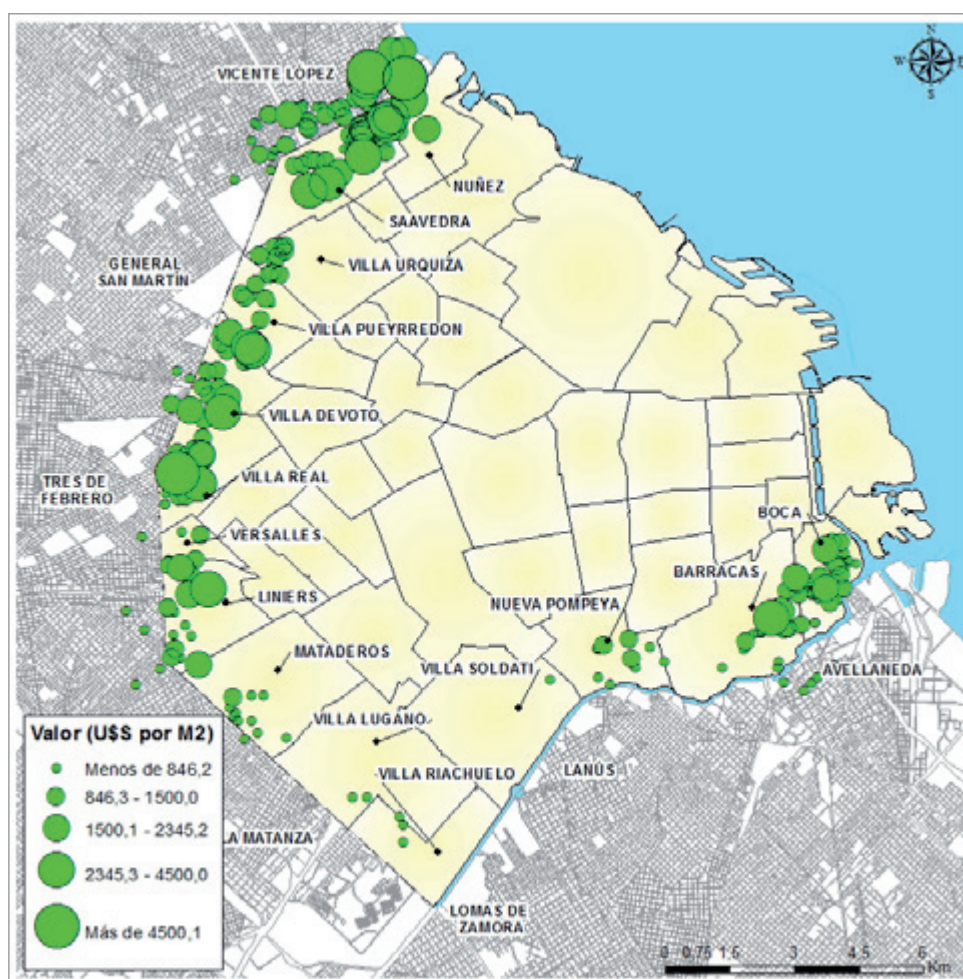 N
W
E
S
VICENTE LOPEZ
NUÑEZ
SAAVEDRA
GENERAL
SAN MARTIN
VILLA URQUIZA
VILLA PUEYRREDON
VILLA DEVOTO
TRES DE
FEBRERO
VILLA REAL
BOCA
VERSALLES
BARRACAS
LINIERS
NUEVA POMPEYA
MATADEROS
VILLA SOLDATI
AVELLANEDA
VILLA LUGANO
VILLA RIACHUELO
LANÚS
LA MATANZA
LOMAS DE
ZAMORA
Valor (U$S por M2)
Menos de 846,2
846,3 - 1500,0
1500,1 - 2345,2
2345,3 - 4500,0
Más de 4500,1
0 0,75 1,5 3 4,5 6
Km